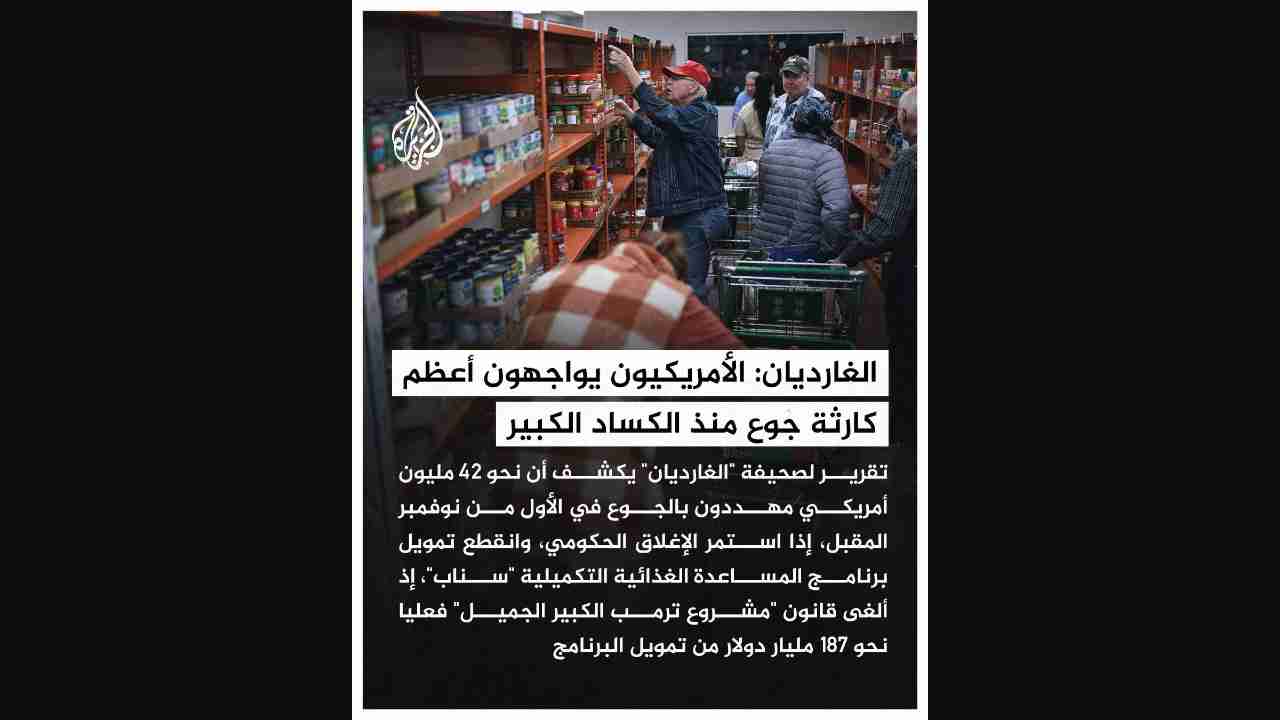 الجزيرة
الغارديان: الأمريكيون يواجهون أعظم
كارثة جوع منذ الكساد الكبير
تقرير لصحيفة "الغارديان" يكشف أن نحو 42 مليون
أمريكي مهددون بالجوع في الأول من نوفمبر
المقبل، إذا استمر الإغلاق الحكومي، وانقطع تمويل
برنامج المساعدة الغذائية التكميلية "سناب"، إذ
ألغى قانون "مشروع ترمب الكبير الجميل" فعليا
نحو 187 مليار دولار من تمويل البرنامج